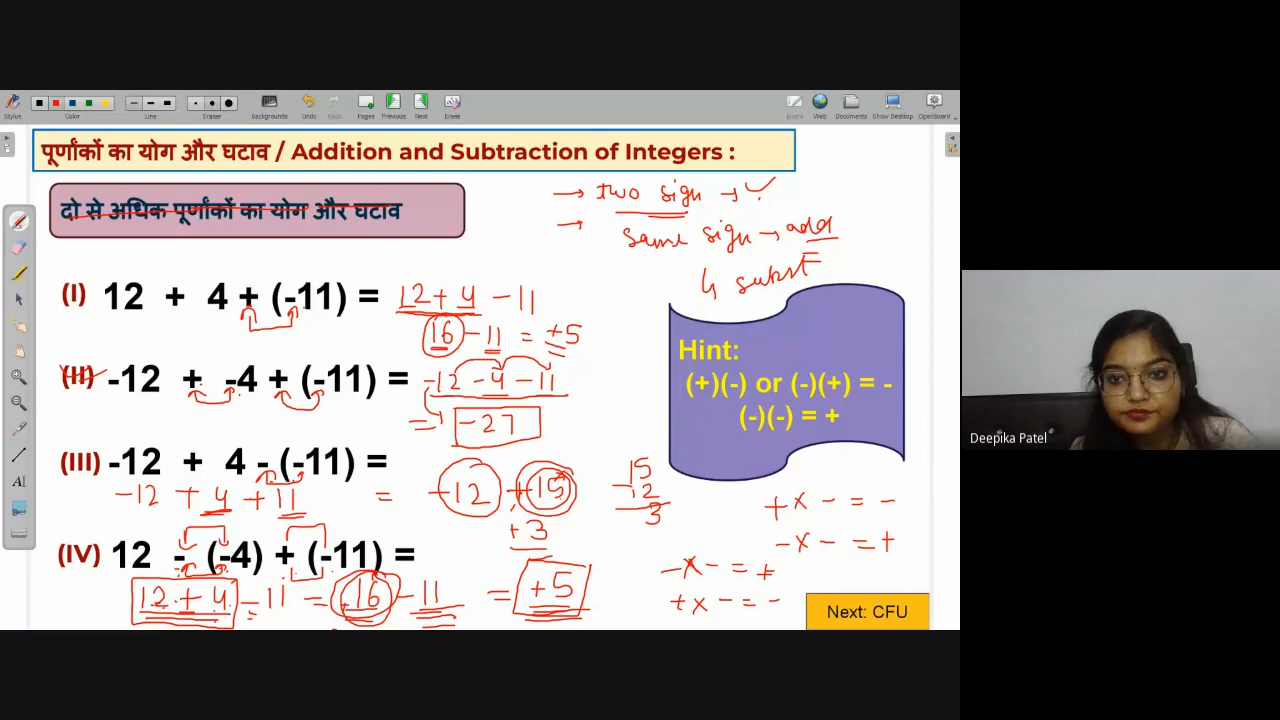 Stylus Color Line Eraser Backgrounds Undo Redo Pages Previous Next Erase Board Web Documents Show Desktop OpenBoard
पूर्णांकों का योग और घटाव / Addition and Subtraction of Integers :
दो से अधिक पूर्णांकों का योग और घटाव
→ two sign →
→ same sign → add
↳ subst
(I) 12 + 4 + (-11) = 12 + 4 - 11
16 - 11 = +5
Hint:
(+)(-) or (-)(+) = -
(-)(-) = +
(II) -12 + -4 + (-11) = -12 - 4 - 11
= -27
(III) -12 + 4 - (-11) =
-12 + 4 + 11 = -12 + 15
15
-12
3
+3
+ x - = -
- x - = +
(IV) 12 - (-4) + (-11) =
12 + 4 - 11 = 16 - 11 = +5
- x - = +
+ x - = -
Next: CFU
Deepika Patel